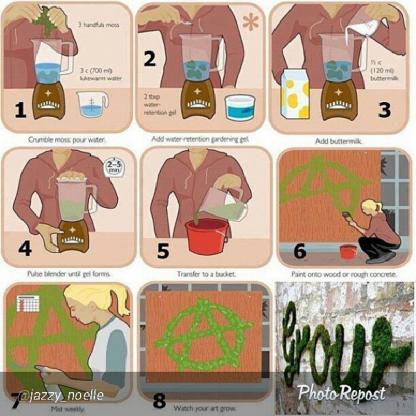 3 handfuls moss
3 c (700 ml)
lukewarm water
1
Crumble moss; pour water.
2
2 tbsp
water-
retention gel
Add water-retention gardening gel.
½ c
(120 ml)
buttermilk
3
Add buttermilk.
2-5
min
4
Pulse blender until gel forms.
5
Transfer to a bucket.
6
Paint onto wood or rough concrete.
7
Mist weekly.
8
Watch your art grow.
Grow
@jazzy_noelle
PhotoRepost